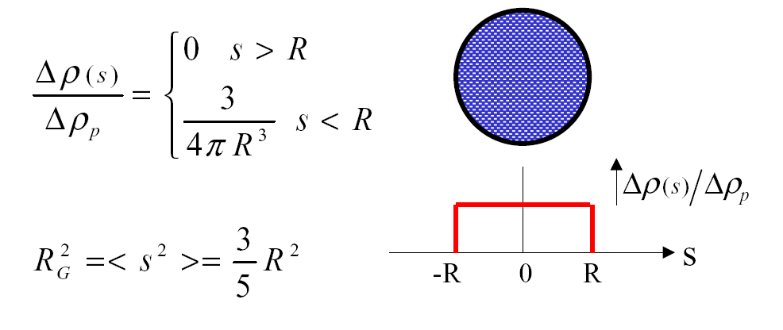 Δρ(s)/Δρ_p = { 0 s > R
3/(4πR³) s < R
Δρ(s)/Δρ_p
R_G² =< s² >= 3/5 R²
S
-R 0 R